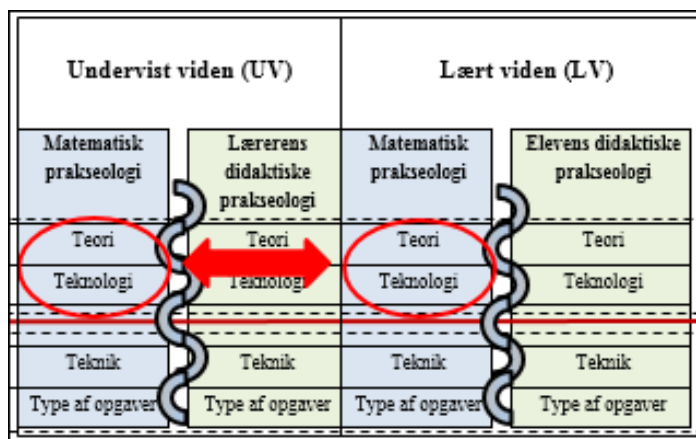 Undervist viden (UV)
Lært viden (LV)
Matematisk
prakseologi
Lærerens
didaktiske
prakseologi
Matematisk
prakseologi
Elevens didaktiske
prakseologi
Teori
Teori
Teori
Teori
Teknologi
Teknologi
Teknologi
Teknologi
Teknik
Teknik
Teknik
Teknik
Type af opgaver
Type af opgaver
Type af opgaver
Type af opgaver